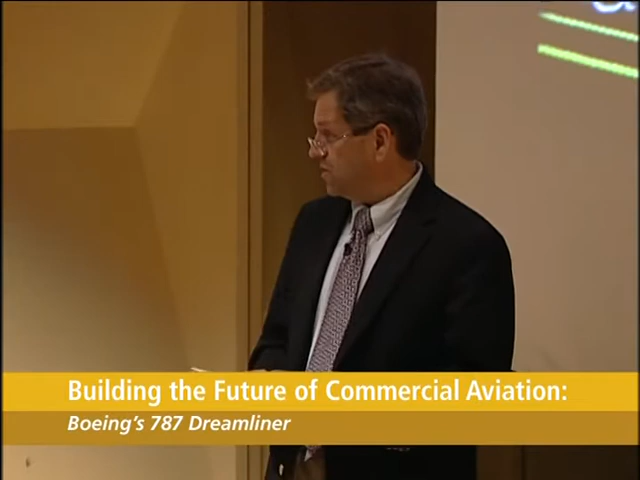 Building the Future of Commercial Aviation:
Boeing's 787 Dreamliner